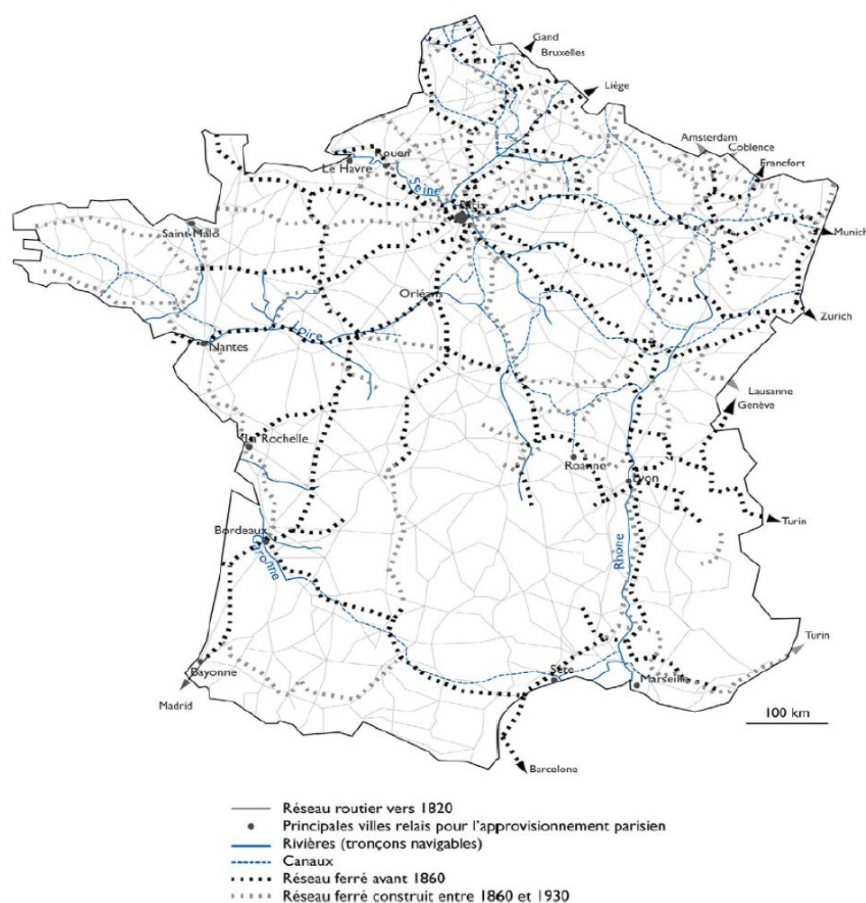 Gand
Bruxelles
Liège
Amsterdam
Coblence
Francfort
Rouen
Le Havre
Seine
Paris
Saint-Malo
Munich
Orléans
Zurich
Loire
Nantes
Lausanne
Genève
La Rochelle
Roanne
Lyon
Turin
Bordeaux
Garonne
Rhône
Turin
Bayonne
Sète
Marseille
Madrid
100 km
Barcelone
Réseau routier vers 1820
Principales villes relais pour l'approvisionnement parisien
Rivières (tronçons navigables)
Canaux
Réseau ferré avant 1860
Réseau ferré construit entre 1860 et 1930